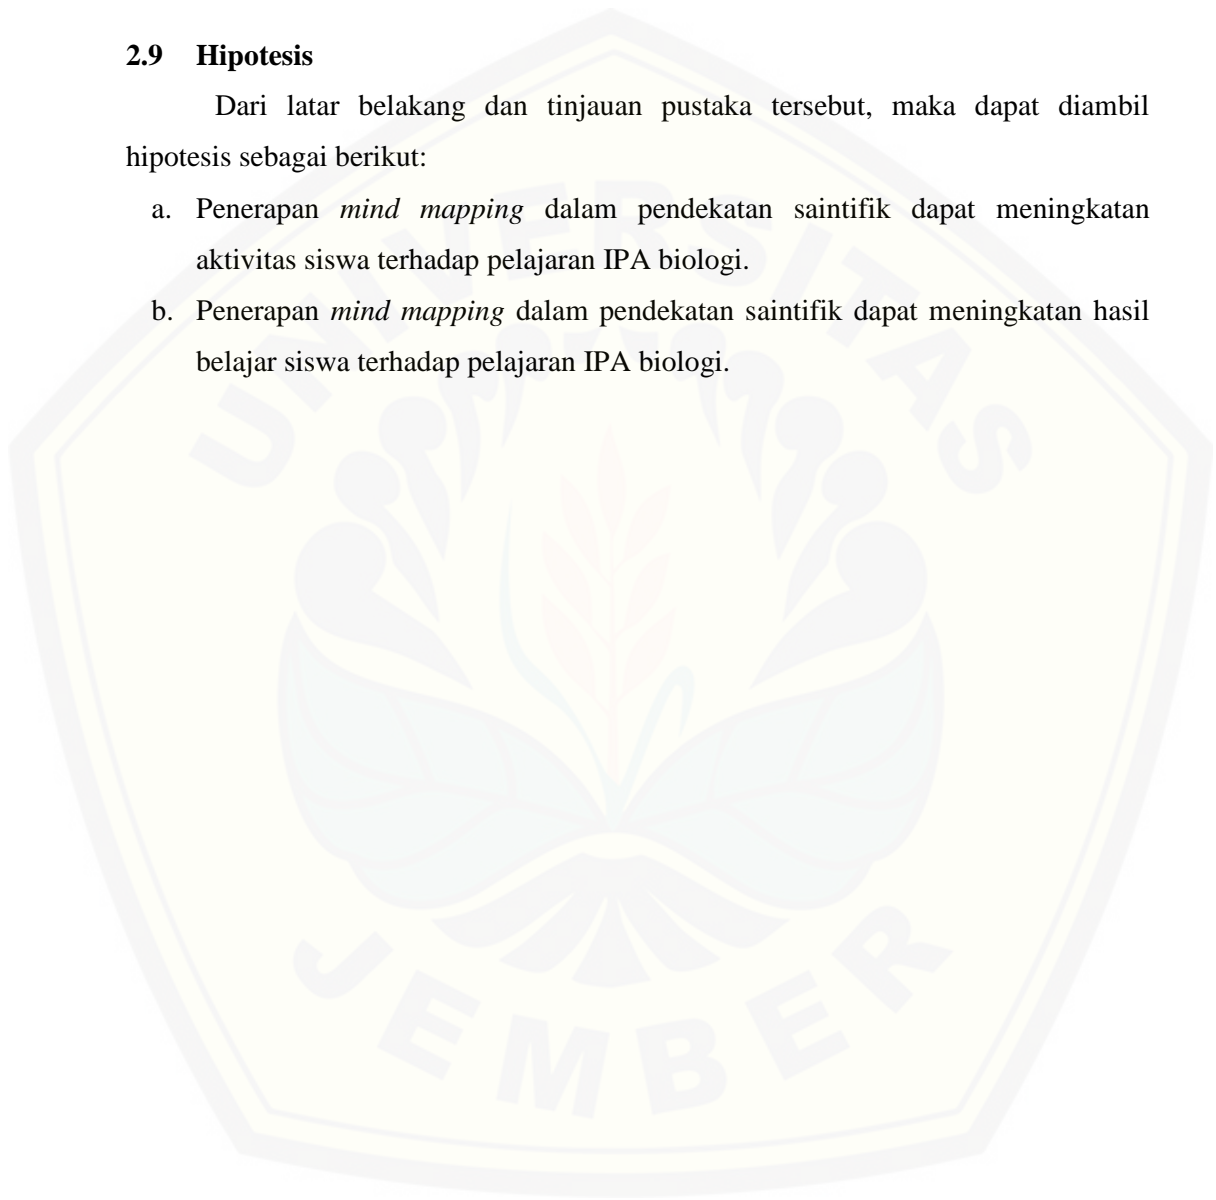 2.9 Hipotesis
Dari latar belakang dan tinjauan pustaka tersebut, maka dapat diambil
hipotesis sebagai berikut:
a. Penerapan mind mapping dalam pendekatan saintifik dapat meningkatan
aktivitas siswa terhadap pelajaran IPA biologi.
b. Penerapan mind mapping dalam pendekatan saintifik dapat meningkatan hasil
belajar siswa terhadap pelajaran IPA biologi.
UNIVERSITAS
JEMBER